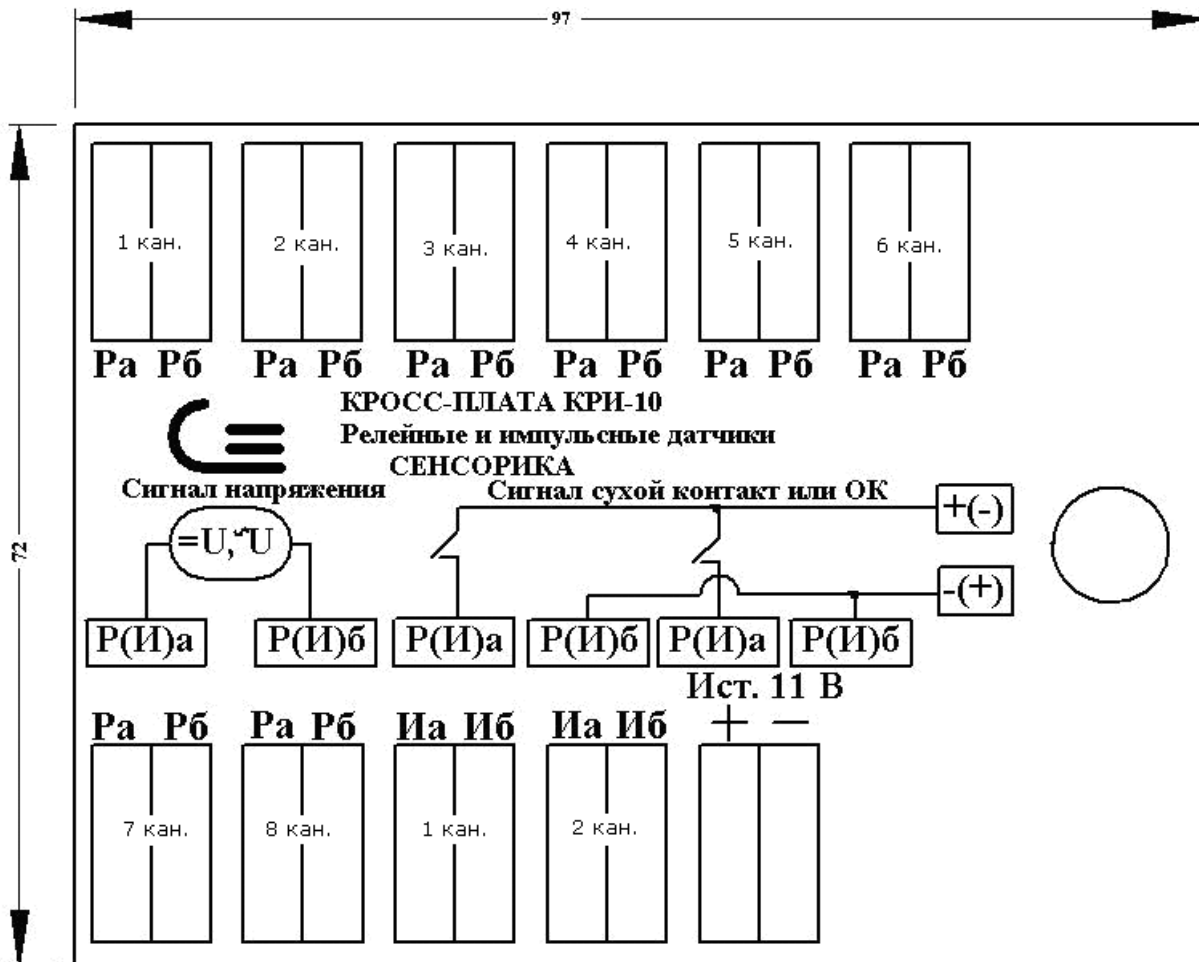 97
72
1 кан. 2 кан. 3 кан. 4 кан. 5 кан. 6 кан.
Ра Рб Ра Рб Ра Рб Ра Рб Ра Рб Ра Рб
КРОСС-ПЛАТА КРИ-10
Релейные и импульсные датчики
СЕНСОРИКА
Сигнал напряжения Сигнал сухой контакт или ОК
+(-)
=U,~U
-(+)
Р(И)а Р(И)б Р(И)а Р(И)б Р(И)а Р(И)б
Ист. 11 В
Ра Рб Ра Рб Иа Иб Иа Иб + −
7 кан. 8 кан. 1 кан. 2 кан.